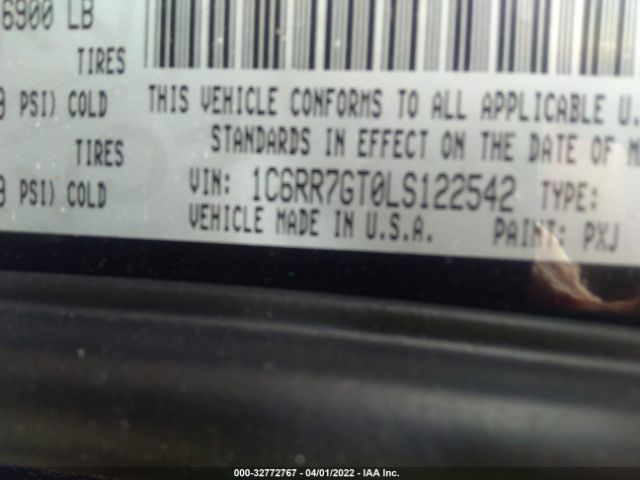 6900 LB
TIRES
PSI) COLD
THIS VEHICLE CONFORMS TO ALL APPLICABLE U.
STANDARDS IN EFFECT ON THE DATE OF M
TIRES
PSI) COLD
VIN: 1C6RR7GT0LS122542 TYPE:
VEHICLE MADE IN U.S.A. PAINT: PXJ
000-32772767 - 04/01/2022 - IAA Inc.